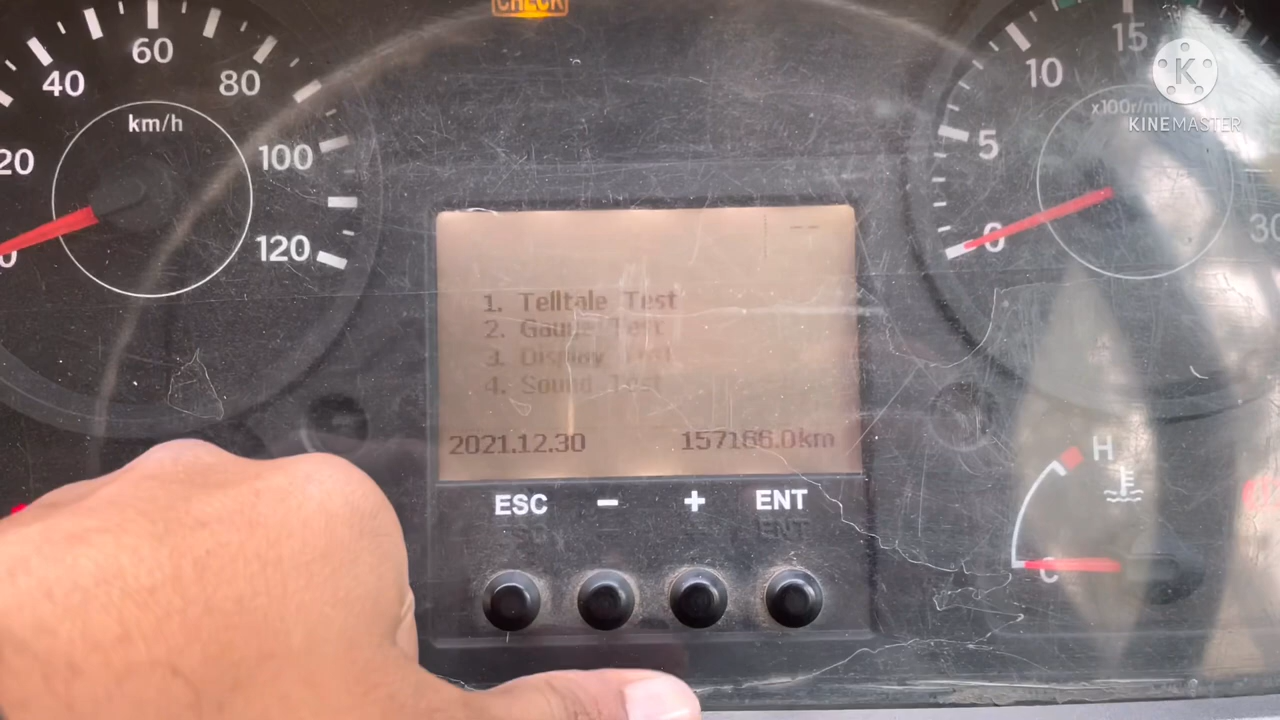 CHECK
60
40
80
km/h
20
100
120
0
15
10
x100r/min
5
0
30
K
KINEMASTER
1. Telltale Test
2. Gauge Test
3. Display Test
4. Sound Test
2021.12.30 157186.0km
ESC − + ENT
H
C